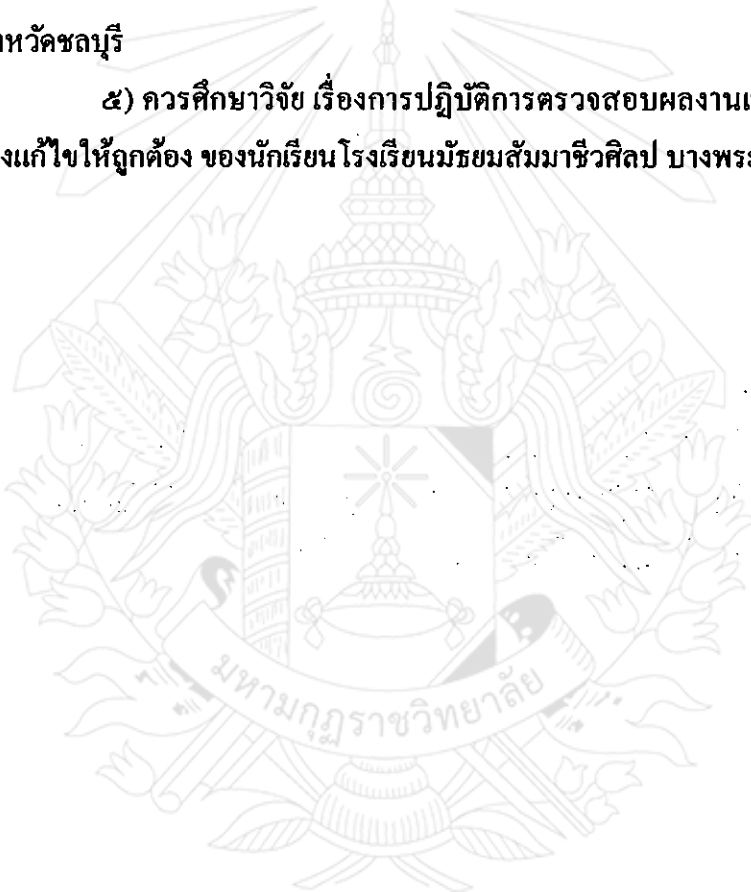 หวัดชลบุรี
๕) ควรศึกษาวิจัย เรื่องการปฏิบัติการตรวจสอบผลงาน
งแก้ไขให้ถูกต้อง ของนักเรียนโรงเรียนมัธยมสัมมาชีวศิลป บางพระ
มหามกุฏราชวิทยาลัย